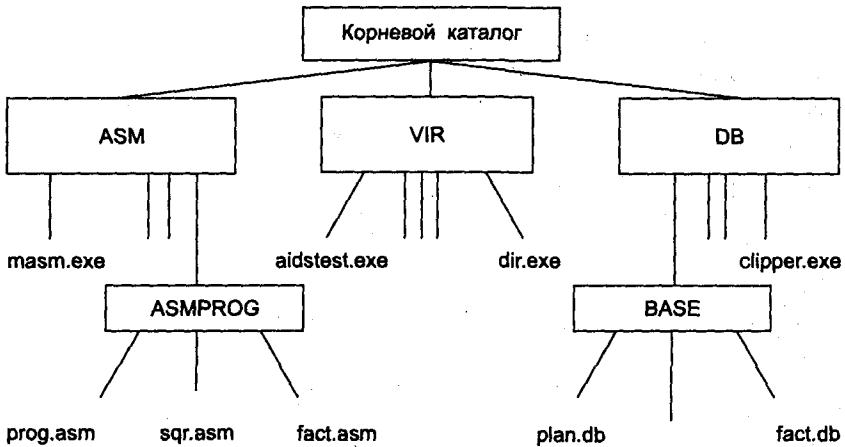 Корневой каталог
ASM
VIR
DB
masm.exe
aidstest.exe
dir.exe
clipper.exe
ASMPROG
BASE
prog.asm
sqr.asm
fact.asm
plan.db
fact.db